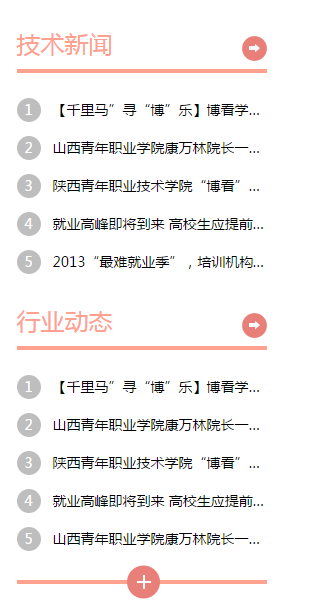 技术新闻
1 【千里马”寻“博”乐】博看学...
2 山西青年职业学院康万林院长一...
3 陕西青年职业技术学院“博看”...
4 就业高峰即将到来 高校生应提前...
5 2013“最难就业季”，培训机构...
行业动态
1 【千里马”寻“博”乐】博看学...
2 山西青年职业学院康万林院长一...
3 陕西青年职业技术学院“博看”...
4 就业高峰即将到来 高校生应提前...
5 山西青年职业学院康万林院长一...